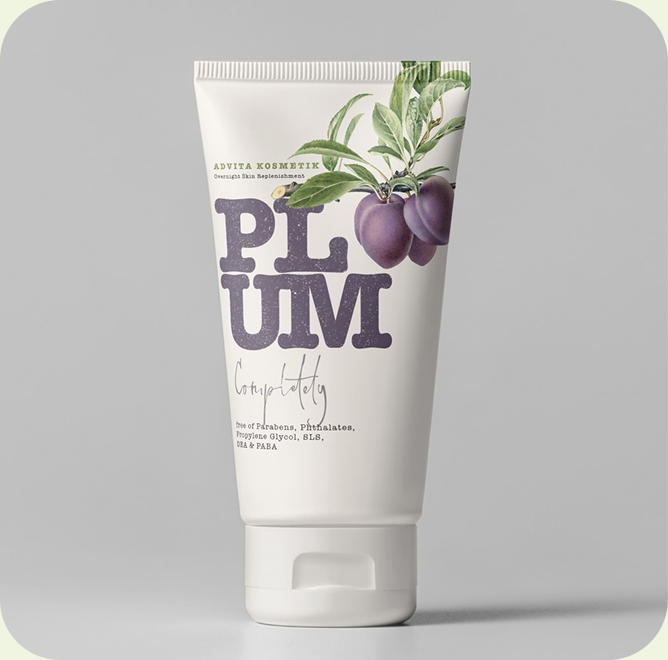 ADVITA KOSMETIK
Overnight Skin Replenishment
PL
UM
Completely
free of Parabens, Phthalates,
Propylene Glycol, SLS,
DEA & PABA